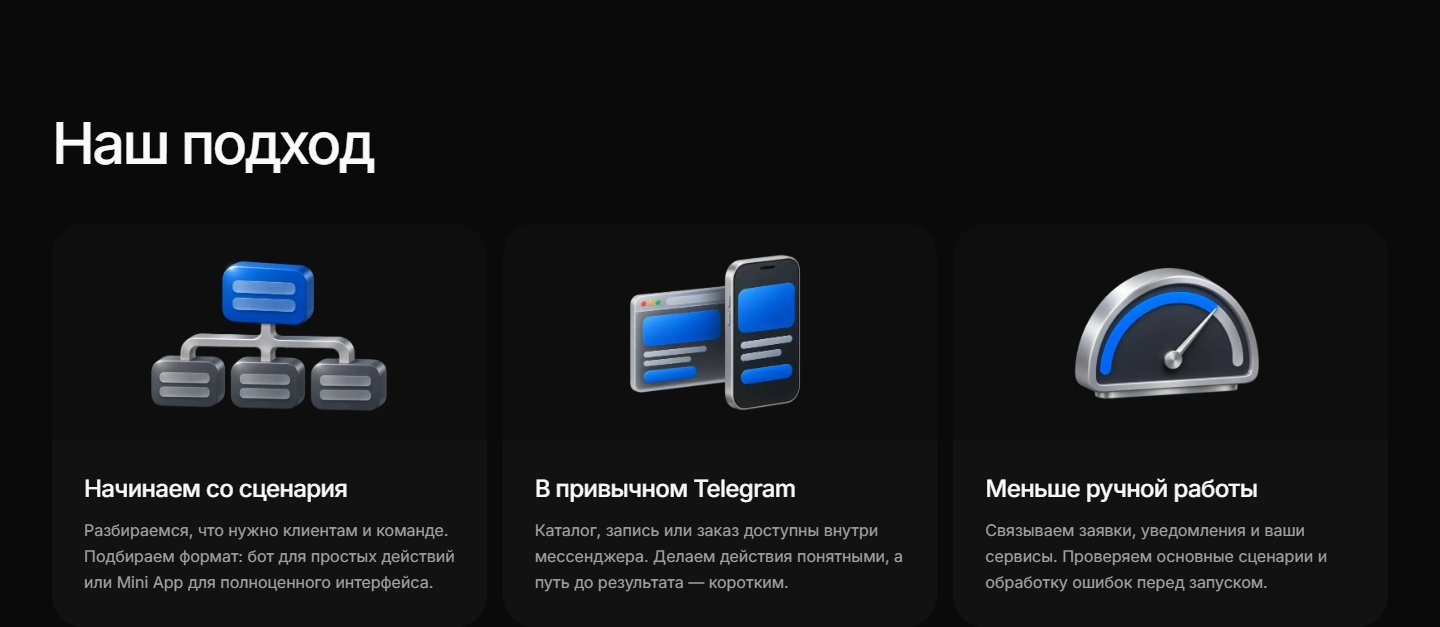 Наш подход
Начинаем со сценария
Разбираемся, что нужно клиентам и команде.
Подбираем формат: бот для простых действий
или Mini App для полноценного интерфейса.
В привычном Telegram
Каталог, запись или заказ доступны внутри
мессенджера. Делаем действия понятными, а
путь до результата — коротким.
Меньше ручной работы
Связываем заявки, уведомления и ваши
сервисы. Проверяем основные сценарии и
обработку ошибок перед запуском.